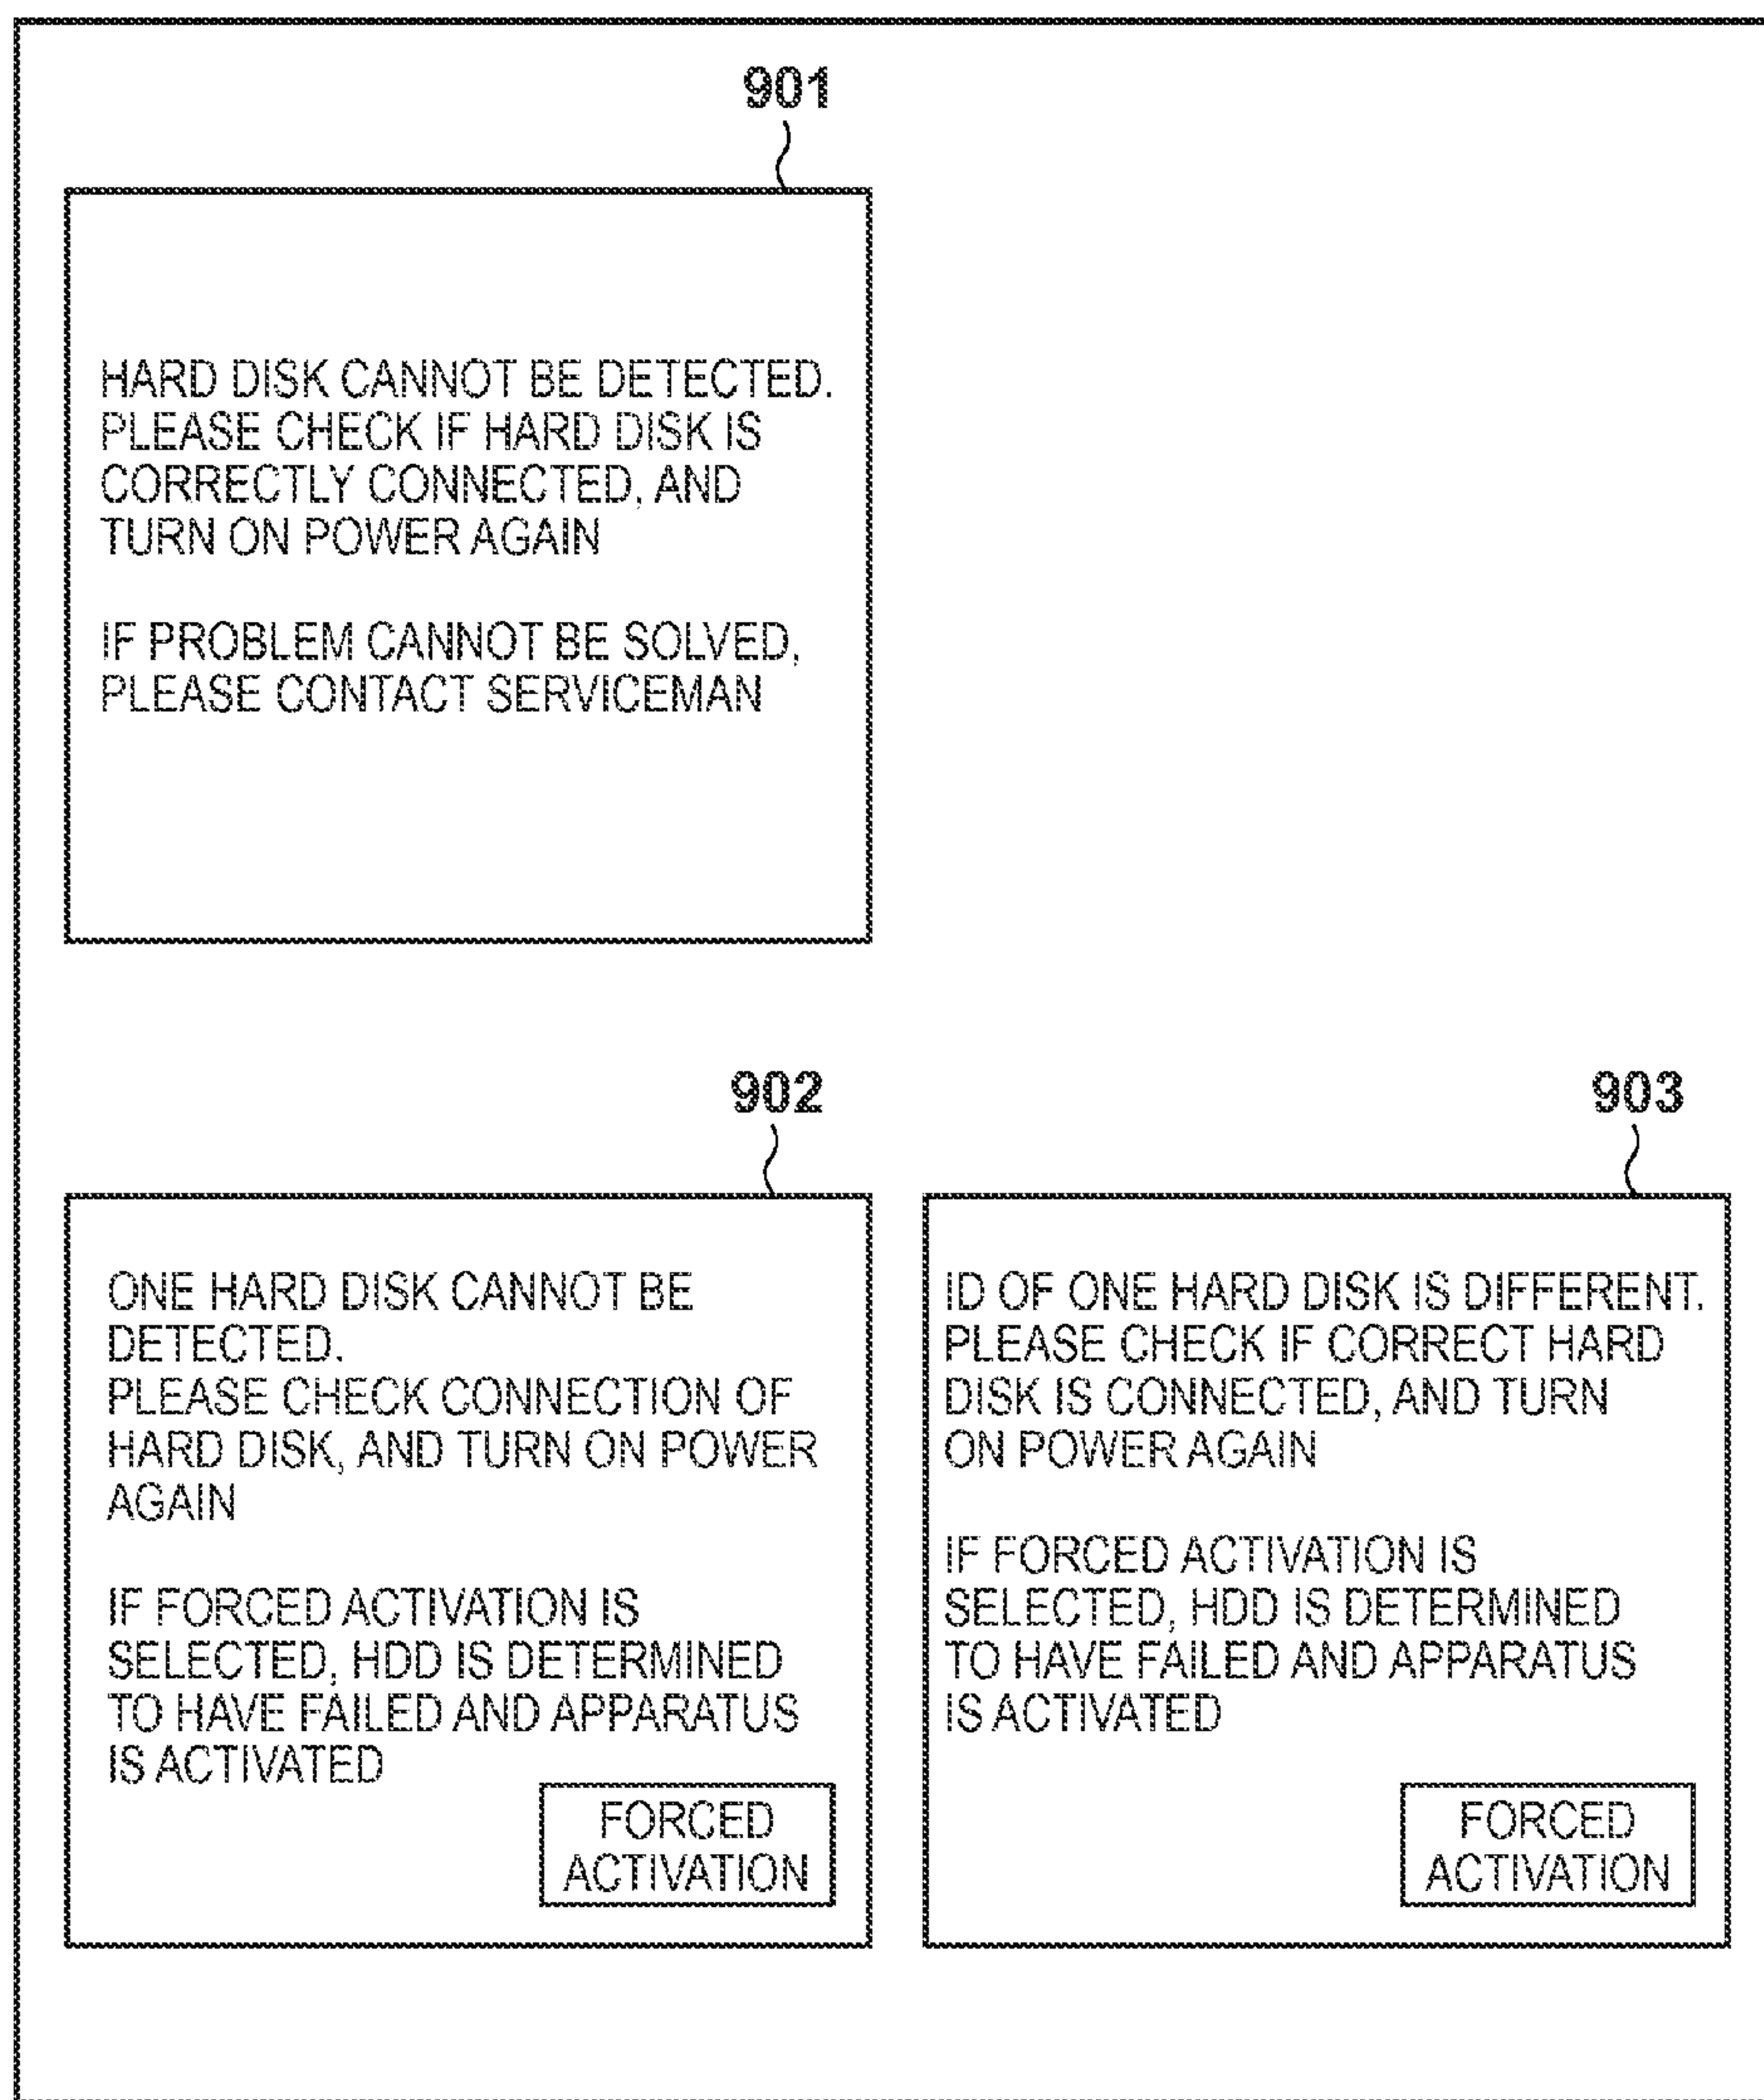 901
HARD DISK CANNOT BE DETECTED.
PLEASE CHECK IF HARD DISK IS
CORRECTLY CONNECTED, AND
TURN ON POWER AGAIN
IF PROBLEM CANNOT BE SOLVED,
PLEASE CONTACT SERVICEMAN
902
ONE HARD DISK CANNOT BE
DETECTED.
PLEASE CHECK CONNECTION OF
HARD DISK, AND TURN ON POWER
AGAIN
IF FORCED ACTIVATION IS
SELECTED, HDD IS DETERMINED
TO HAVE FAILED AND APPARATUS
IS ACTIVATED
FORCED
ACTIVATION
903
ID OF ONE HARD DISK IS DIFFERENT.
PLEASE CHECK IF CORRECT HARD
DISK IS CONNECTED, AND TURN
ON POWER AGAIN
IF FORCED ACTIVATION IS
SELECTED, HDD IS DETERMINED
TO HAVE FAILED AND APPARATUS
IS ACTIVATED
FORCED
ACTIVATION